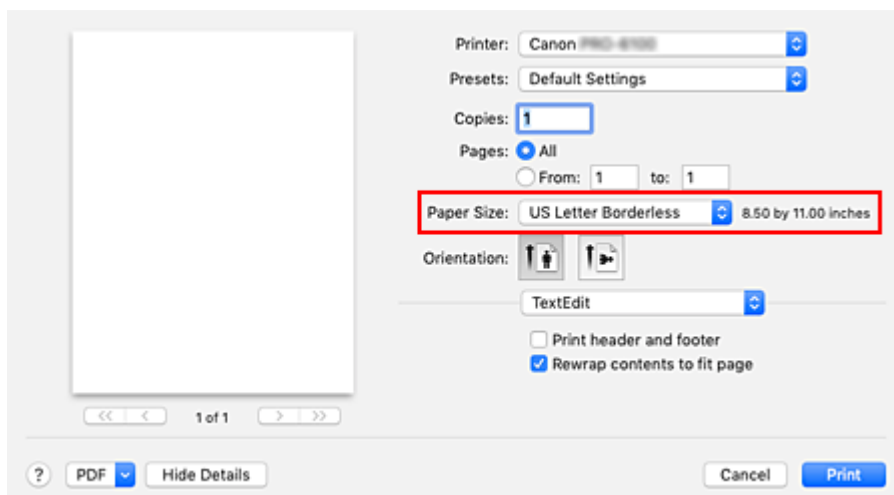 Printer: Canon
Presets: Default Settings
Copies: 1
Pages: All
From: 1 to: 1
Paper Size: US Letter Borderless 8.50 by 11.00 inches
Orientation:
TextEdit
Print header and footer
Rewrap contents to fit page
<< < 1 of 1 > >>
? PDF Hide Details Cancel Print